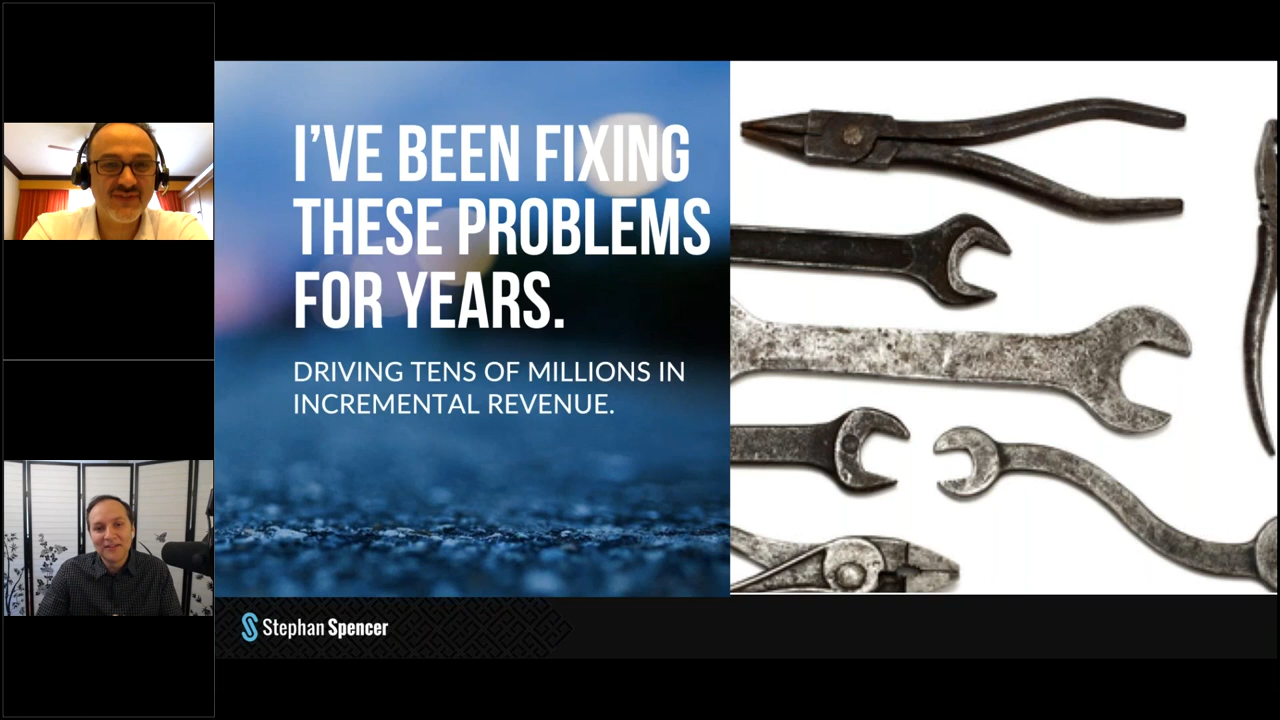 I’VE BEEN FIXING
THESE PROBLEMS
FOR YEARS.
DRIVING TENS OF MILLIONS IN
INCREMENTAL REVENUE.
Stephan Spencer